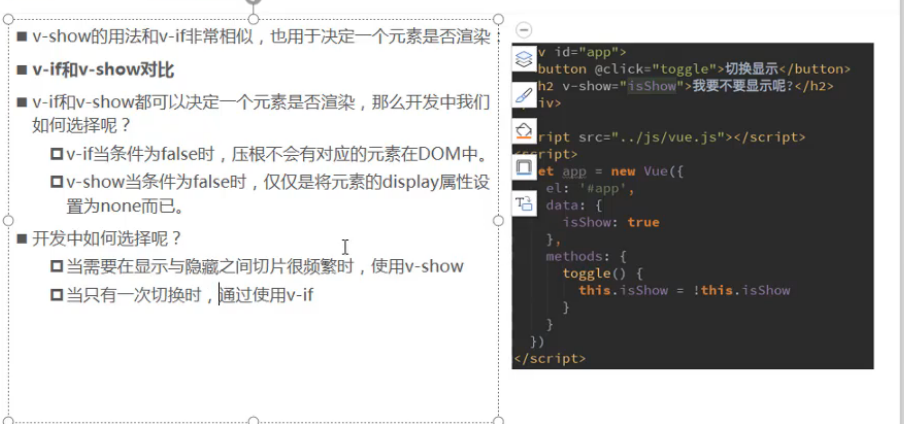 v-show的用法和v-if非常相似，也用于决定一个元素是否渲染：
v-if和v-show对比
v-if和v-show都可以决定一个元素是否渲染，那么开发中我们
如何选择呢？
v-if当条件为false时，压根不会有对应的元素在DOM中。
v-show当条件为false时，仅仅是将元素的display属性设
置为none而已。
开发中如何选择呢？
当需要在显示与隐藏之间切片很频繁时，使用v-show
当只有一次切换时，通过使用v-if
v id="app">
button @click="toggle">切换显示</button>
h2 v-show="isShow">我要不要显示呢?</h2>
iv>
ript src="../js/vue.js"></script>
<script>
et app = new Vue({
el: '#app',
data: {
isShow: true
},
methods: {
toggle() {
this.isShow = !this.isShow
}
}
})
</script>